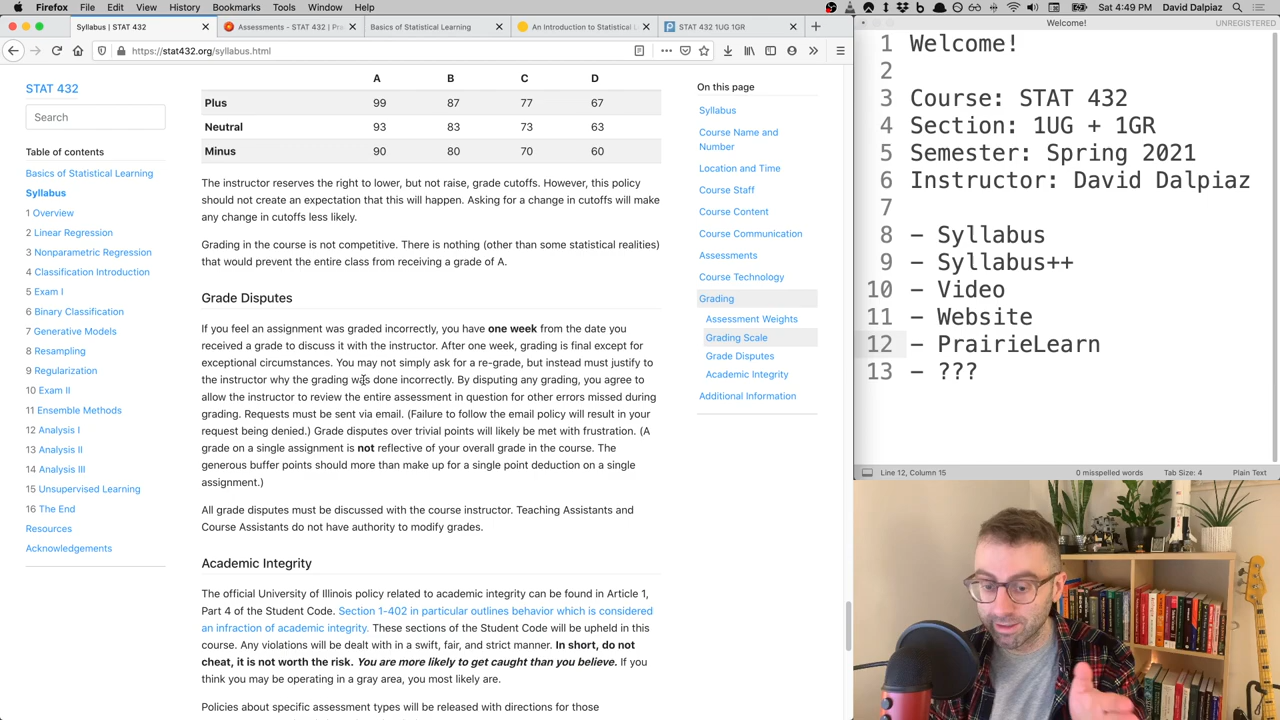 Firefox File Edit View History Bookmarks Tools Window Help
Sat 4:49 PM David Dalpiaz
Syllabus | STAT 432
Assessments - STAT 432 | Pra
Basics of Statistical Learning
An Introduction to Statistical L
STAT 432 1UG 1GR
https://stat432.org/syllabus.html
STAT 432
Search
Table of contents
Basics of Statistical Learning
Syllabus
1 Overview
2 Linear Regression
3 Nonparametric Regression
4 Classification Introduction
5 Exam I
6 Binary Classification
7 Generative Models
8 Resampling
9 Regularization
10 Exam II
11 Ensemble Methods
12 Analysis I
13 Analysis II
14 Analysis III
15 Unsupervised Learning
16 The End
Resources
Acknowledgements
A B C D
Plus 99 87 77 67
Neutral 93 83 73 63
Minus 90 80 70 60
The instructor reserves the right to lower, but not raise, grade cutoffs. However, this policy
should not create an expectation that this will happen. Asking for a change in cutoffs will make
any change in cutoffs less likely.
Grading in the course is not competitive. There is nothing (other than some statistical realities)
that would prevent the entire class from receiving a grade of A.
Grade Disputes
If you feel an assignment was graded incorrectly, you have one week from the date you
received a grade to discuss it with the instructor. After one week, grading is final except for
exceptional circumstances. You may not simply ask for a re-grade, but instead must justify to
the instructor why the grading was done incorrectly. By disputing any grading, you agree to
allow the instructor to review the entire assessment in question for other errors missed during
grading. Requests must be sent via email. (Failure to follow the email policy will result in your
request being denied.) Grade disputes over trivial points will likely be met with frustration. (A
grade on a single assignment is not reflective of your overall grade in the course. The
generous buffer points should more than make up for a single point deduction on a single
assignment.)
All grade disputes must be discussed with the course instructor. Teaching Assistants and
Course Assistants do not have authority to modify grades.
Academic Integrity
The official University of Illinois policy related to academic integrity can be found in Article 1,
Part 4 of the Student Code. Section 1-402 in particular outlines behavior which is considered
an infraction of academic integrity. These sections of the Student Code will be upheld in this
course. Any violations will be dealt with in a swift, fair, and strict manner. In short, do not
cheat, it is not worth the risk. You are more likely to get caught than you believe. If you
think you may be operating in a gray area, you most likely are.
Policies about specific assessment types will be released with directions for those
On this page
Syllabus
Course Name and
Number
Location and Time
Course Staff
Course Content
Course Communication
Assessments
Course Technology
Grading
Assessment Weights
Grading Scale
Grade Disputes
Academic Integrity
Additional Information
Welcome!
UNREGISTERED
1 Welcome!
2
3 Course: STAT 432
4 Section: 1UG + 1GR
5 Semester: Spring 2021
6 Instructor: David Dalpiaz
7
8 - Syllabus
9 - Syllabus++
10 - Video
11 - Website
12 - PrairieLearn
13 - ???
Line 12, Column 15
0 misspelled words
Tab Size: 4
Plain Text